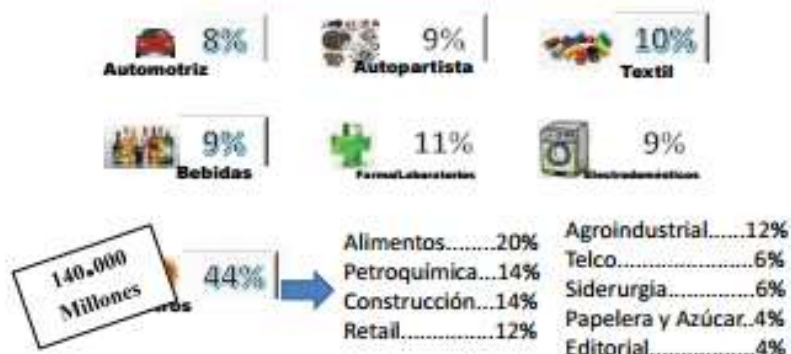 8%
Automotriz
9%
Autopartista
10%
Textil
9%
Bebidas
11%
Farma/Laboratorios
9%
Electrodomésticos
140.000
Millones
44%
Alimentos........20%
Petroquímica...14%
Construcción...14%
Retail...............12%
Agroindustrial......12%
Telco....................6%
Siderurgia............6%
Papelera y Azúcar..4%
Editorial................4%